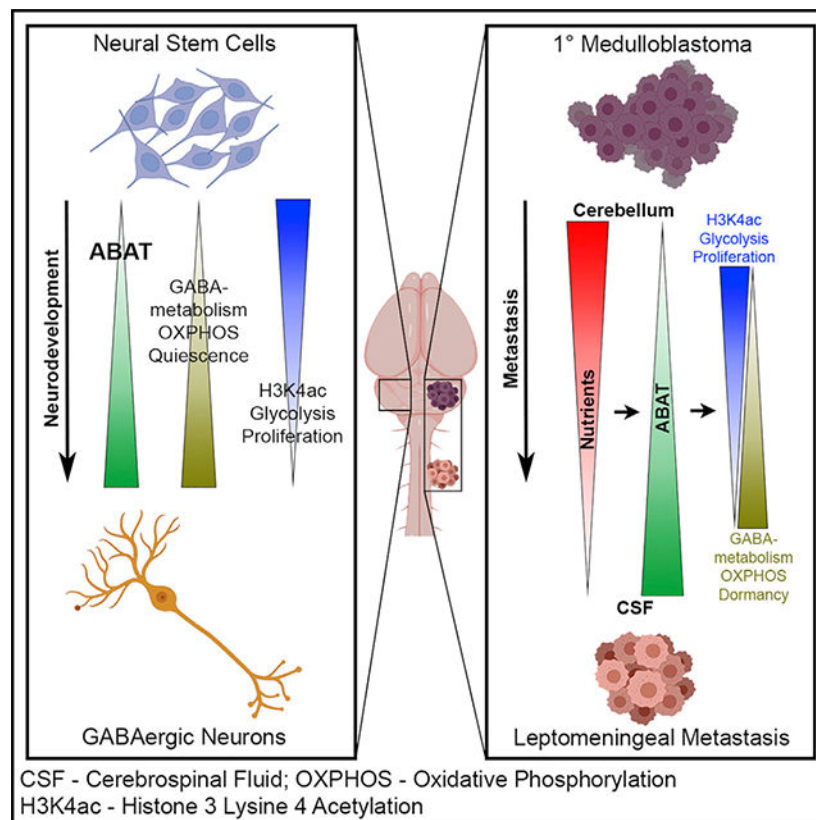 Neural Stem Cells
Neurodevelopment
ABAT
GABA-
metabolism
OXPHOS
Quiescence
H3K4ac
Glycolysis
Proliferation
GABAergic Neurons
1° Medulloblastoma
Metastasis
Cerebellum
Nutrients
ABAT
H3K4ac
Glycolysis
Proliferation
GABA-
metabolism
OXPHOS
Dormancy
CSF
Leptomeningeal Metastasis
CSF - Cerebrospinal Fluid; OXPHOS - Oxidative Phosphorylation
H3K4ac - Histone 3 Lysine 4 Acetylation